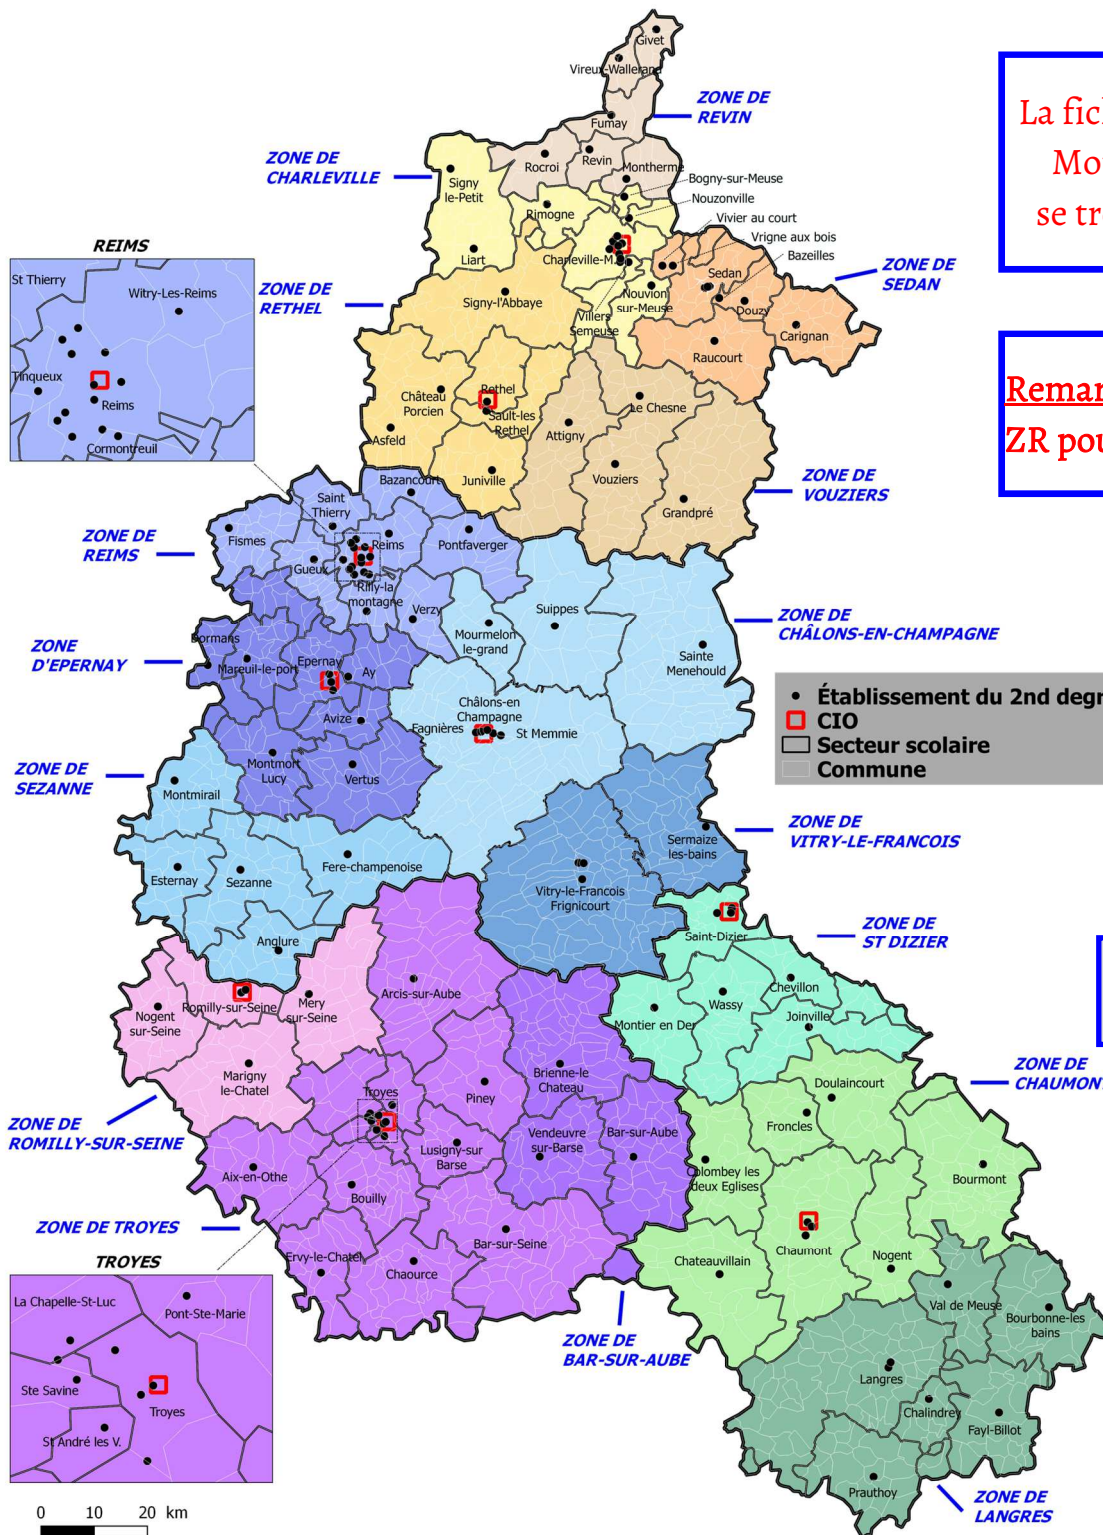 Givet
Vireux-Wallerand
ZONE DE
REVIN
Fumay
La fic
Mo
se tr
ZONE DE
CHARLEVILLE
Signy
le-Petit
Rocroi
Revin
Montherme
Bogny-sur-Meuse
Nouzonville
Rimogne
Vivier au court
Vrigne aux bois
Bazeilles
Charleville-M.
Liart
Sedan
ZONE DE
SEDAN
REIMS
St Thierry
Witry-Les-Reims
Tinqueux
Reims
Cormontreuil
ZONE DE
RETHEL
Signy-l'Abbaye
Nouvion
sur-Meuse
Villers
Semeuse
Douzy
Carignan
Raucourt
Château
Porcien
Rethel
Sault-les
Rethel
Le Chesne
Remar
ZR pou
Asfeld
Attigny
Juniville
Vouziers
Grandpré
ZONE DE
VOUZIERS
Bazancourt
Saint
Thierry
ZONE DE
REIMS
Fismes
Reims
Pontfaverger
Gueux
Rilly-la
montagne
Verzy
Suippes
Mourmelon
le-grand
ZONE DE
CHÂLONS-EN-CHAMPAGNE
Sainte
Menehould
ZONE
D'EPERNAY
Dormans
Mareuil-le-port
Epernay
Ay
Châlons-en
Champagne
Fagnières
St Memmie
Avize
• Établissement du 2nd degr
CIO
Secteur scolaire
Commune
ZONE DE
SEZANNE
Montmort
Lucy
Vertus
Montmirail
ZONE DE
VITRY-LE-FRANCOIS
Sermaize
les-bains
Esternay
Sezanne
Fere-champenoise
Vitry-le-Francois
Frignicourt
ZONE DE
ST DIZIER
Saint-Dizier
Anglure
Arcis-sur-Aube
Nogent
sur-Seine
Romilly-sur-Seine
Mery
sur-Seine
Chevillon
Wassy
Montier en Der
Joinville
Marigny
le-Chatel
Brienne-le
Chateau
ZONE DE
CHAUMONT
Doulaincourt
Troyes
Piney
Froncles
ZONE DE
ROMILLY-SUR-SEINE
Lusigny-sur
Barse
Vendeuvre
sur-Barse
Bar-sur-Aube
Aix-en-Othe
Colombey les
deux Eglises
Bourmont
Bouilly
ZONE DE TROYES
Bar-sur-Seine
Ervy-le-Chatel
Chaource
Chateauvillain
Chaumont
Nogent
TROYES
La Chapelle-St-Luc
Pont-Ste-Marie
Ste Savine
Troyes
St André les V.
ZONE DE
BAR-SUR-AUBE
Val de Meuse
Bourbonne-les
bains
Langres
Chalindrey
Fayl-Billot
Prauthoy
ZONE DE
LANGRES
0 10 20 km